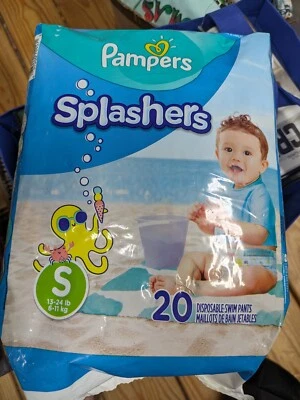 Pampers
Splashers
S
13-24 lb
6-11 kg
20
DISPOSABLE SWIM PANTS
MAILLOTS DE BAIN JETABLES